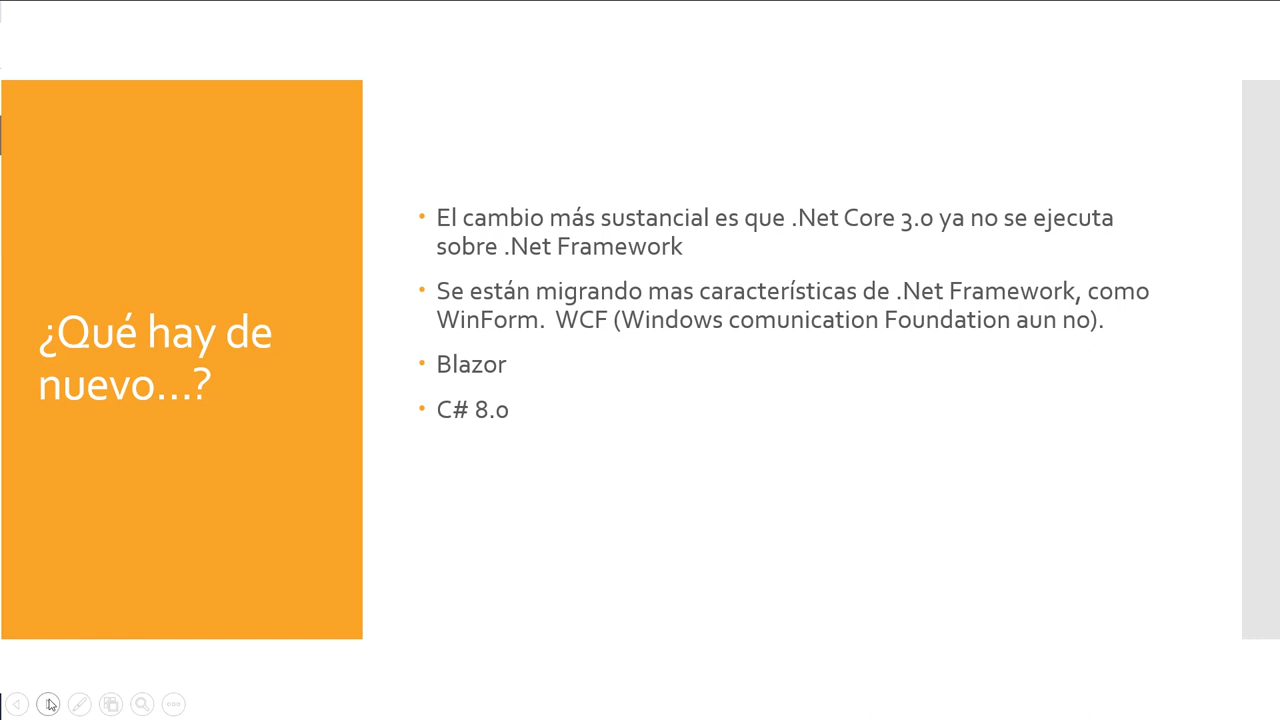 ¿Qué hay de
nuevo...?
• El cambio más sustancial es que .Net Core 3.0 ya no se ejecuta
sobre .Net Framework
• Se están migrando mas características de .Net Framework, como
WinForm. WCF (Windows comunication Foundation aun no).
• Blazor
• C# 8.0